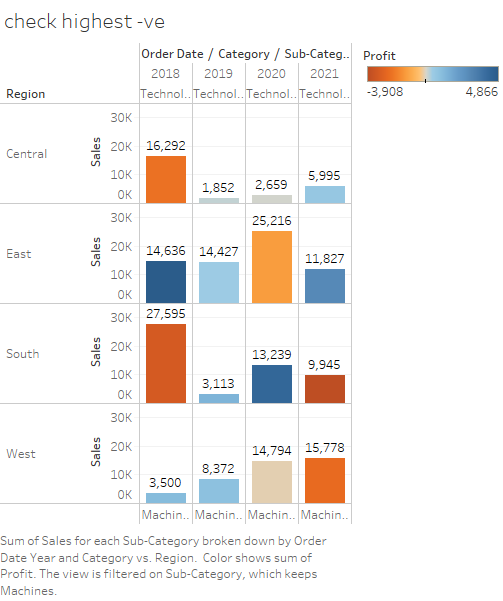 check highest -ve
Order Date / Category / Sub-Categ..
Profit
2018 2019 2020 2021
-3,908 4,866
Region
Technol.. Technol.. Technol.. Technol..
Central
Sales
30K
20K
10K
0K
16,292
1,852
2,659
5,995
East
Sales
30K
20K
10K
0K
14,636
14,427
25,216
11,827
South
Sales
30K
20K
10K
0K
27,595
3,113
13,239
9,945
West
Sales
30K
20K
10K
0K
3,500
8,372
14,794
15,778
Machin.. Machin.. Machin.. Machin..
Sum of Sales for each Sub-Category broken down by Order
Date Year and Category vs. Region.  Color shows sum of
Profit. The view is filtered on Sub-Category, which keeps
Machines.